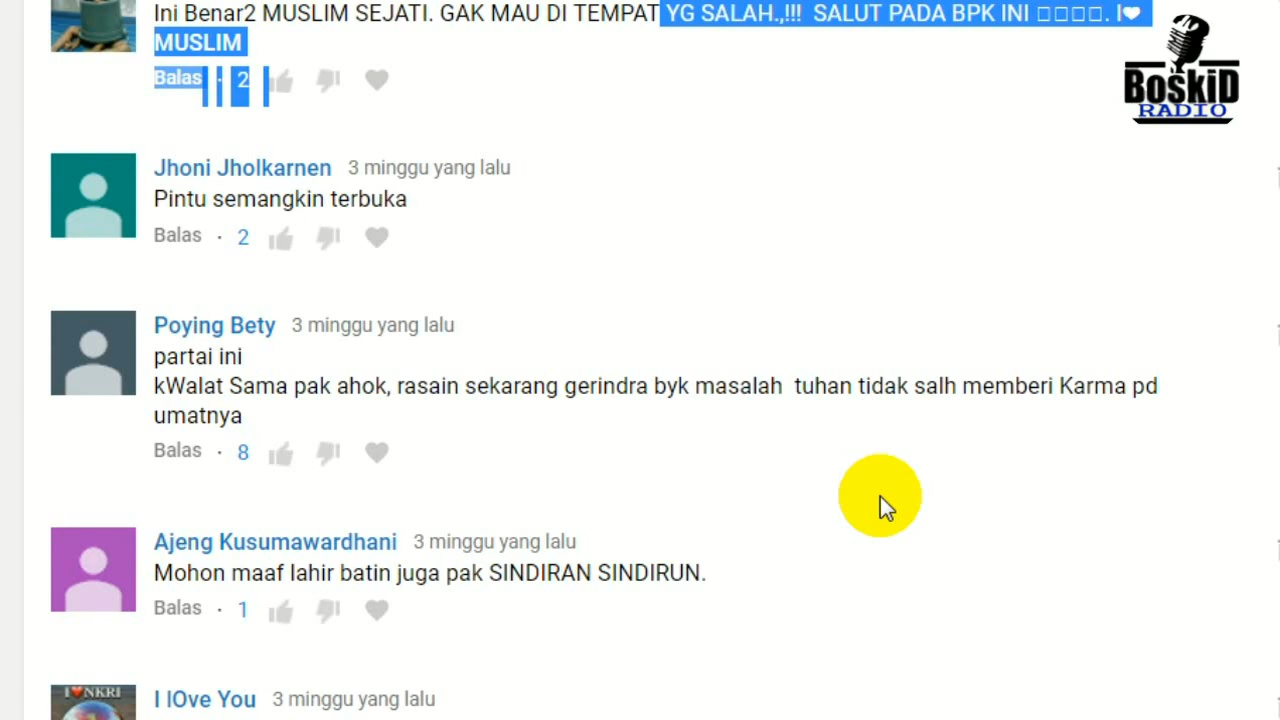 Ini Benar2 MUSLIM SEJATI. GAK MAU DI TEMPAT YG SALAH.,!!! SALUT PADA BPK INI □□□□. I❤
MUSLIM
Balas · 2
BOSKID
RADIO
Jhoni Jholkarnen 3 minggu yang lalu
Pintu semangkin terbuka
Balas · 2
Poying Bety 3 minggu yang lalu
partai ini
kWalat Sama pak ahok, rasain sekarang gerindra byk masalah tuhan tidak salh memberi Karma pd
umatnya
Balas · 8
Ajeng Kusumawardhani 3 minggu yang lalu
Mohon maaf lahir batin juga pak SINDIRAN SINDIRUN.
Balas · 1
I❤NKRI
I lOve You 3 minggu yang lalu